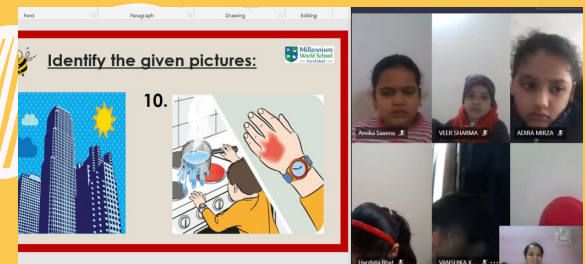 Font Paragraph Drawing Editing
Identify the given pictures:
Millennium
World School
Faridabad
10.
Amika Saxena
VEER SHARMA
ADIRA MIRZA
Harshita Bhat
VANSHIKA K...